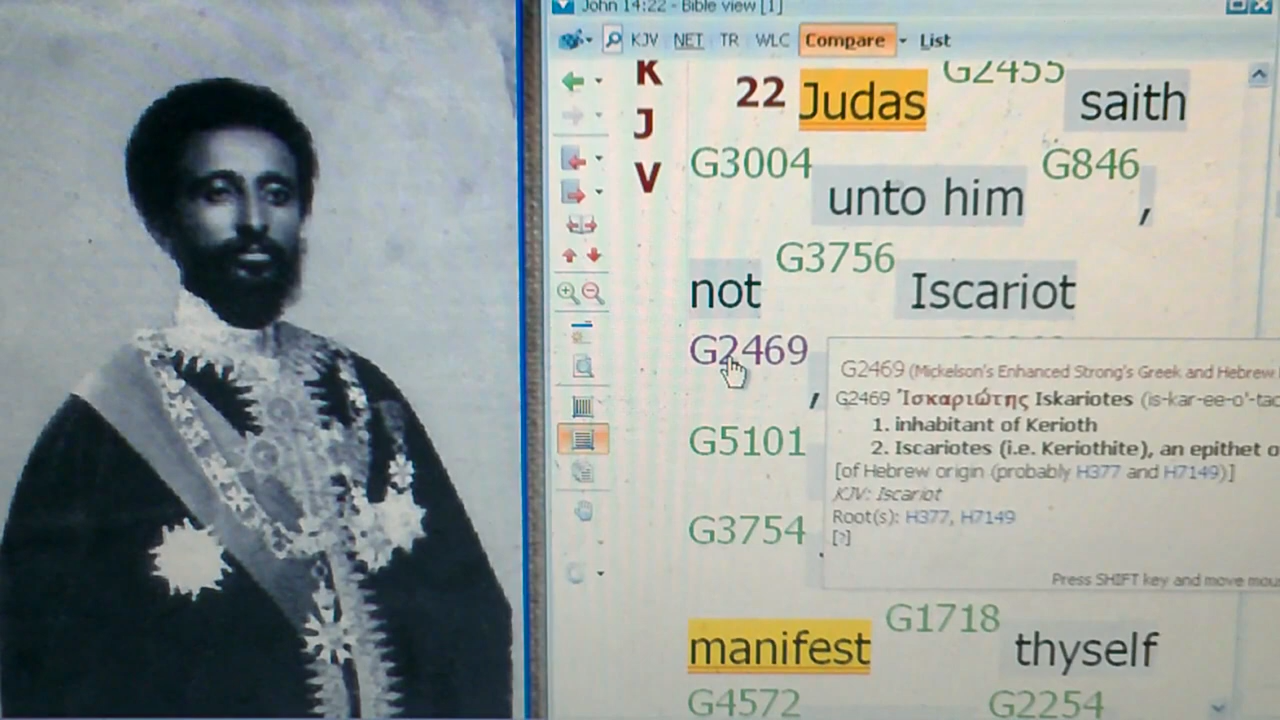 John 14:22 - Bible view [1]
KJV NET TR WLC Compare List
K
J
V
22 Judas G2455 saith
G3004 unto him G846 ,
not G3756 Iscariot
G2469 ,
G2469 (Mickelson's Enhanced Strong's Greek and Hebrew
G2469 Ἰσκαριώτης Iskariotes (is-kar-ee-o'-tac
1. inhabitant of Kerioth
2. Iscariotes (i.e. Keriothite), an epithet o
[of Hebrew origin (probably H377 and H7149)]
KJV: Iscariot
Root(s): H377, H7149
[?]
Press SHIFT key and move mou
G5101
G3754 .
manifest G1718 thyself
G4572 G2254